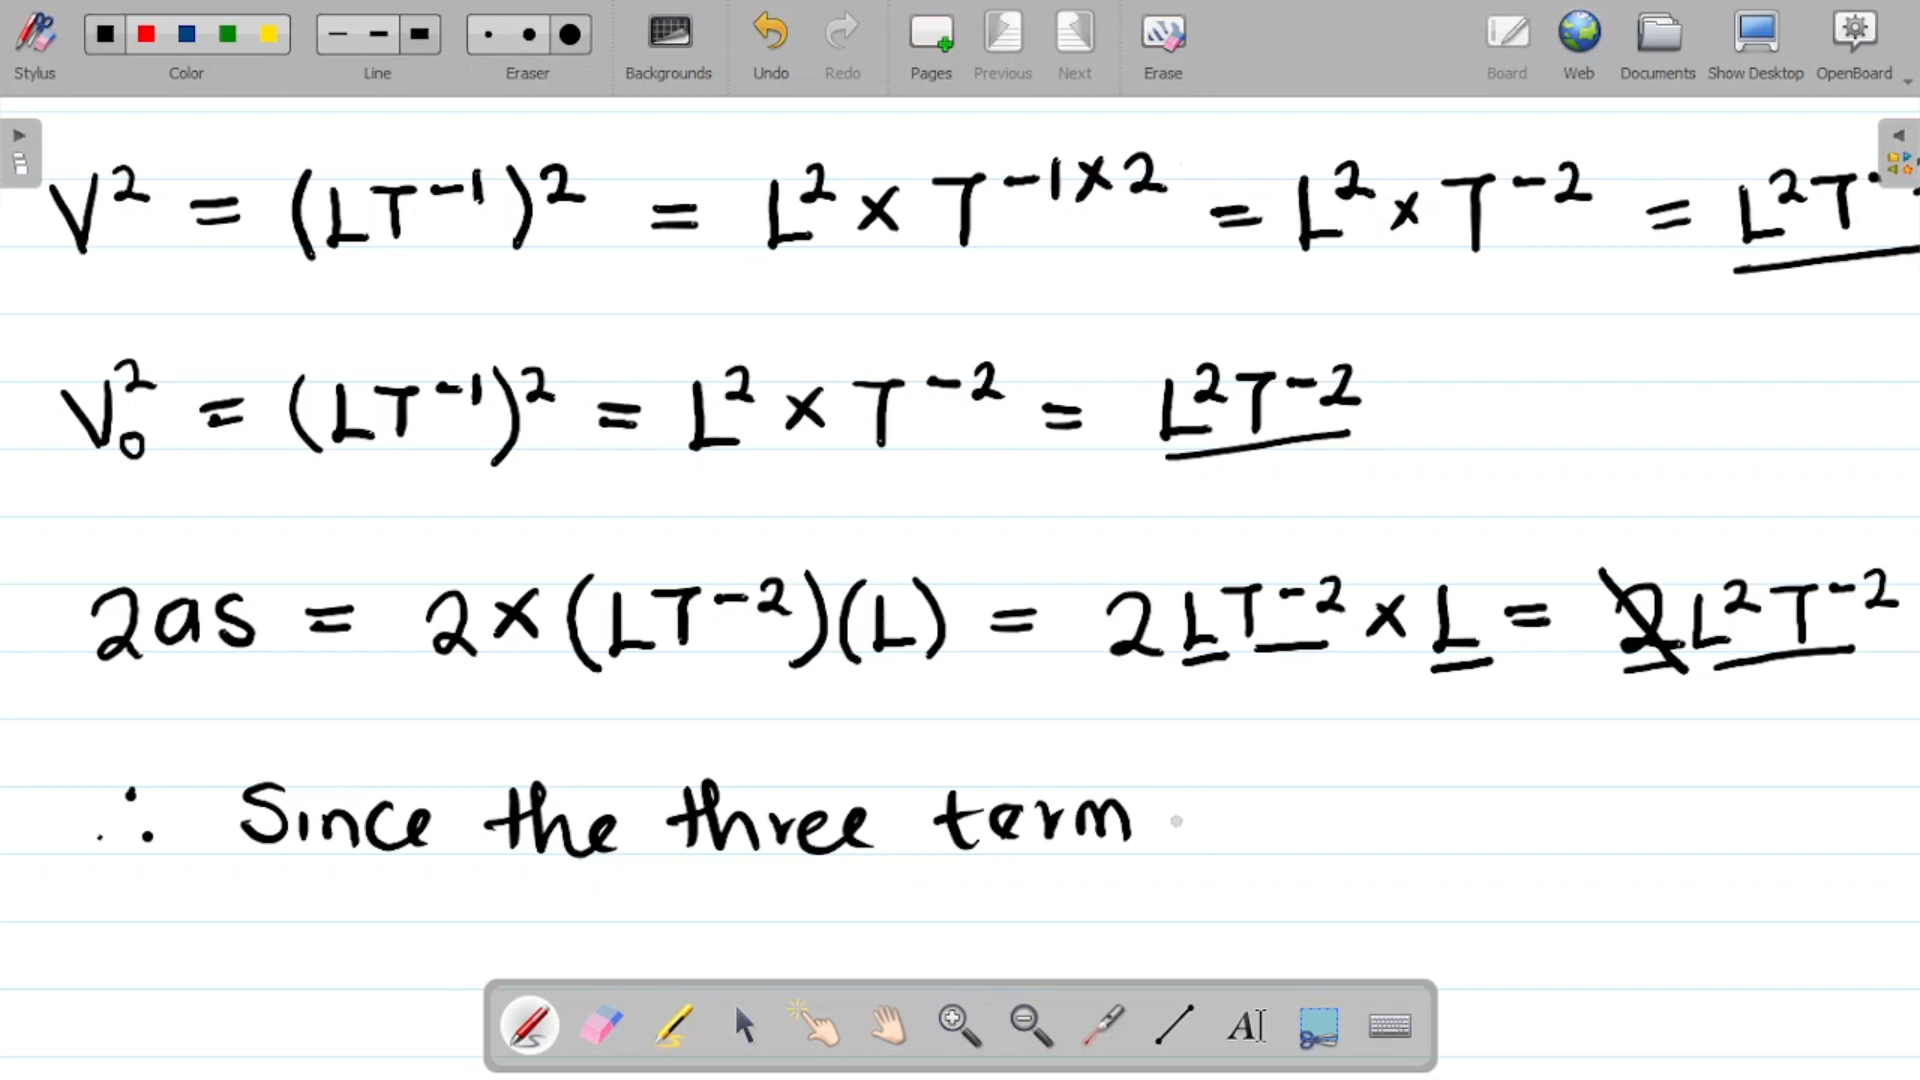 Stylus Color Line Eraser Backgrounds Undo Redo Pages Previous Next Erase Board Web Documents Show Desktop OpenBoard
V² = (LT⁻¹)² = L² × T⁻¹ˣ² = L² × T⁻² = L²T⁻
V₀² = (LT⁻¹)² = L² × T⁻² = L²T⁻²
2as = 2×(LT⁻²)(L) = 2LT⁻² × L = 2L²T⁻²
∴ Since the three term
AI